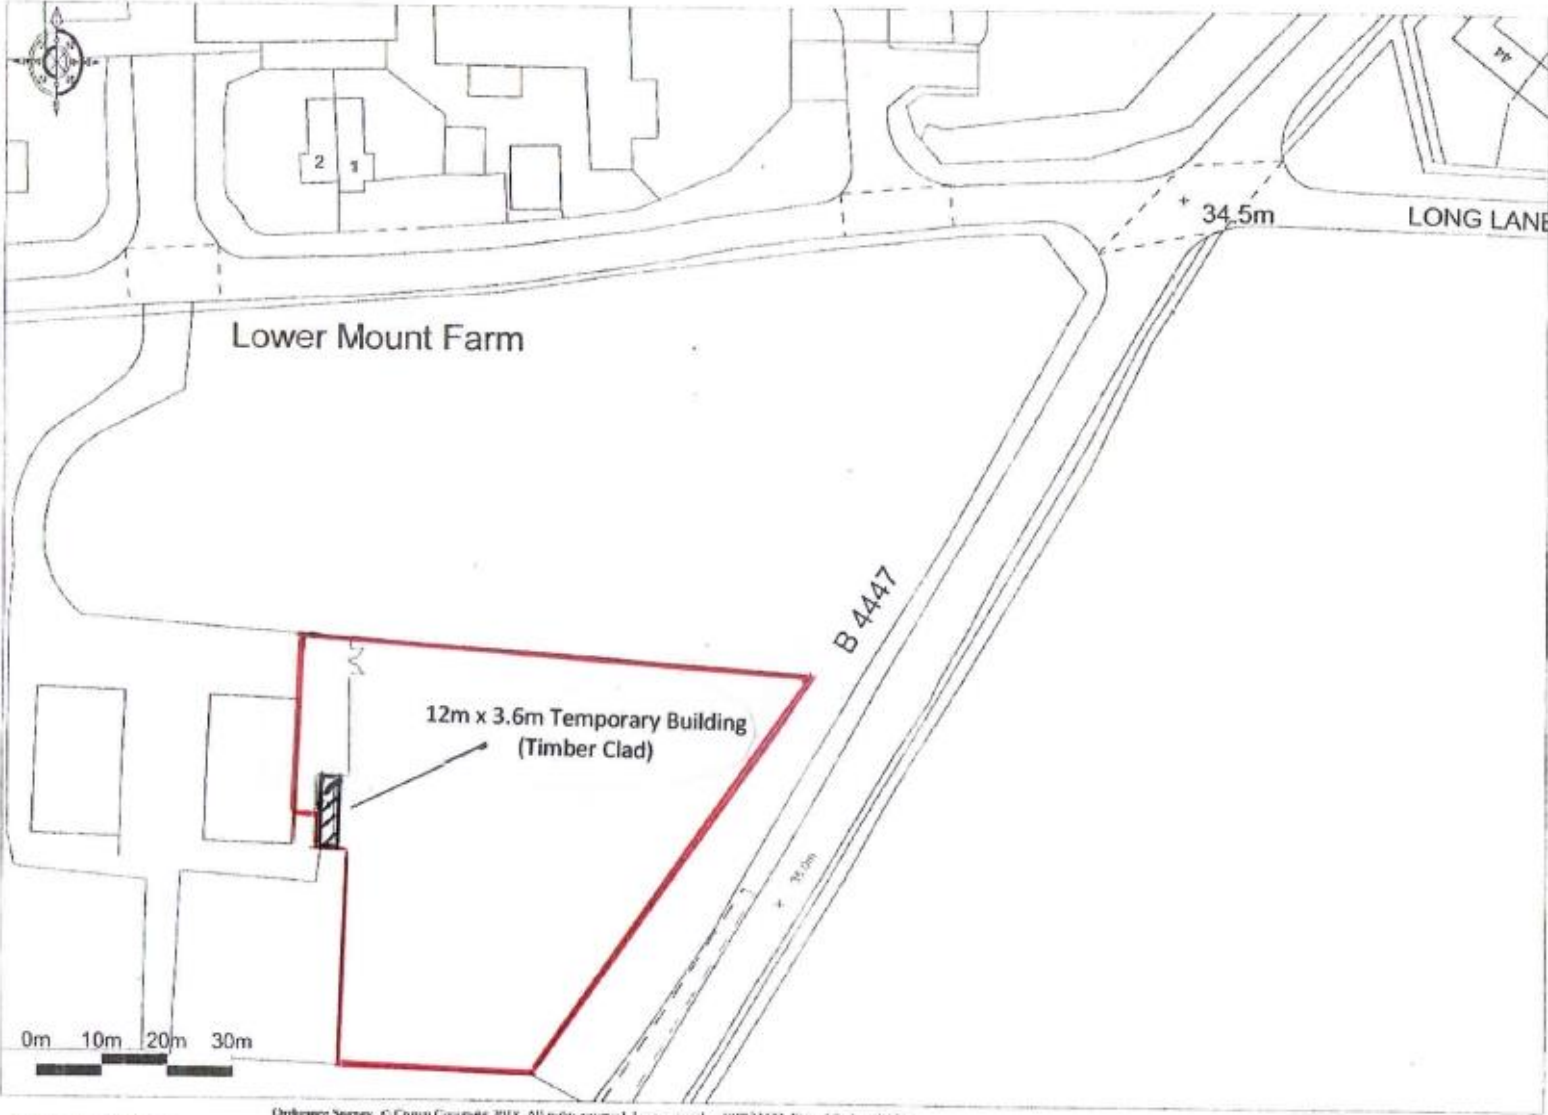 44
2
34.5m
LONG LANE
Lower Mount Farm
B 4447
12m x 3.6m Temporary Building
(Timber Clad)
0m 10m 20m 30m